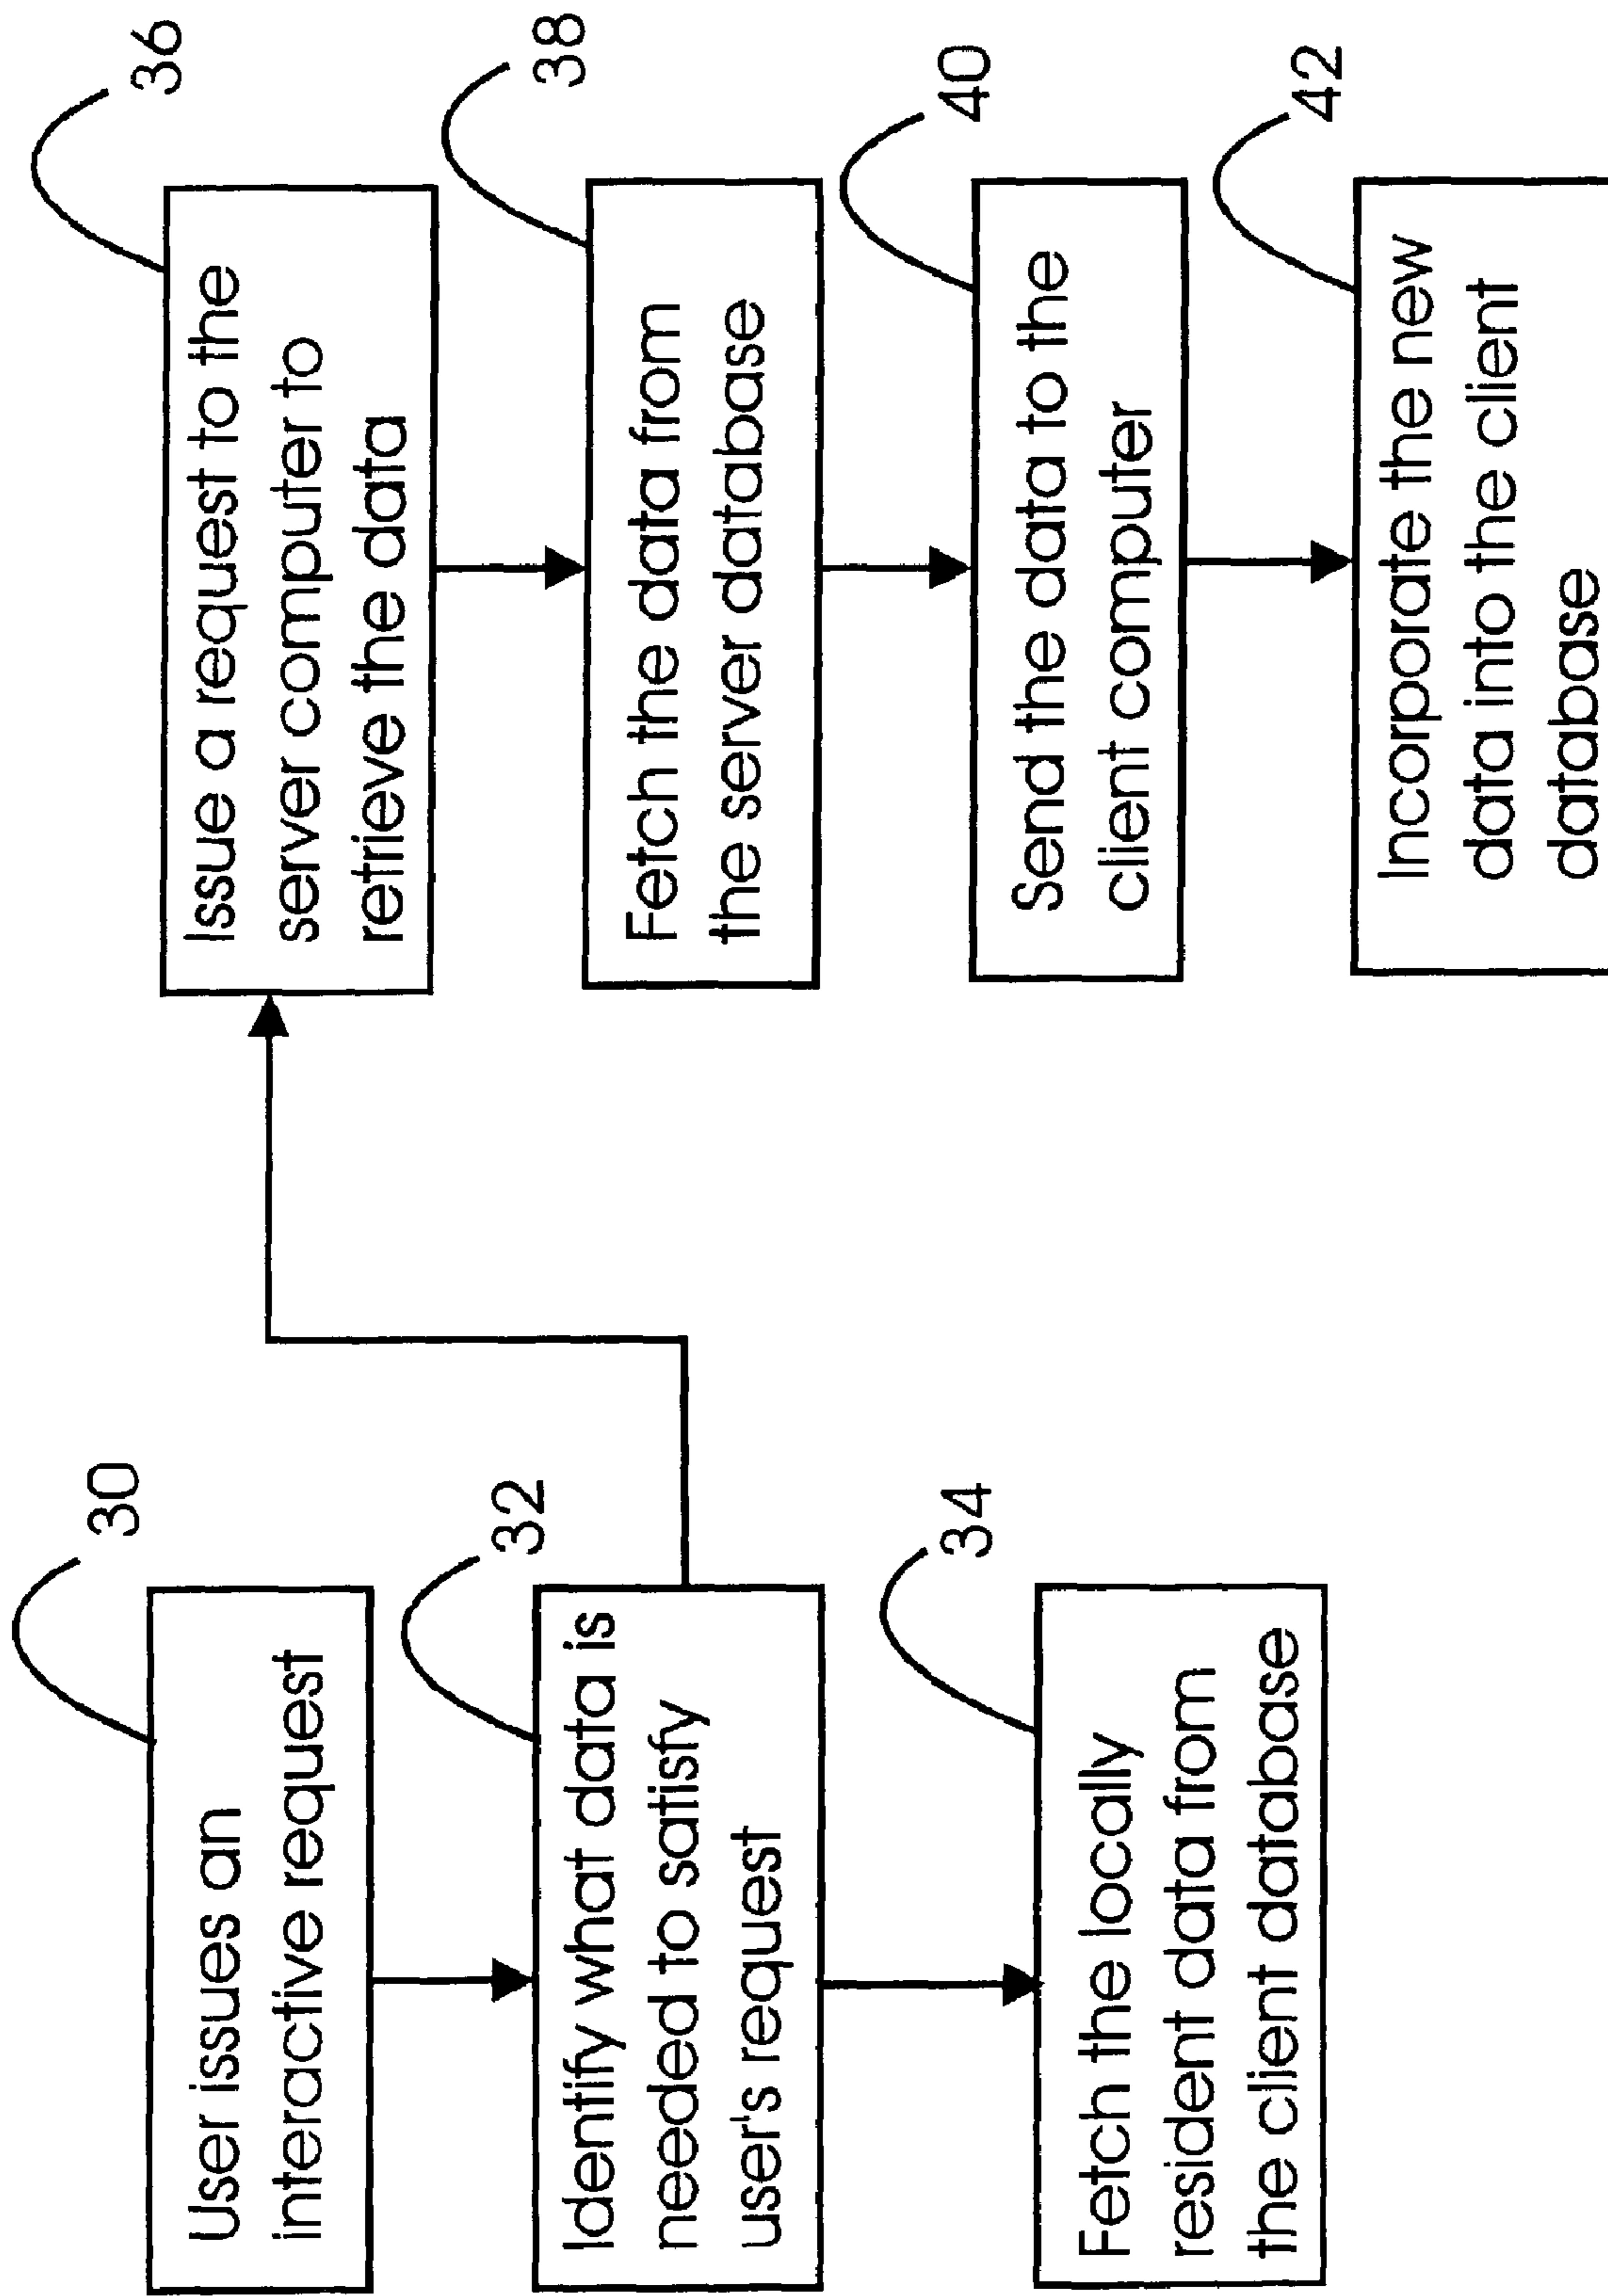 30
User issues an
interactive request
32
Identify what data is
needed to satisfy
user's request
34
Fetch the locally
resident data from
the client database
36
Issue a request to the
server computer to
retrieve the data
38
Fetch the data from
the server database
40
Send the data to the
client computer
42
Incorporate the new
data into the client
database